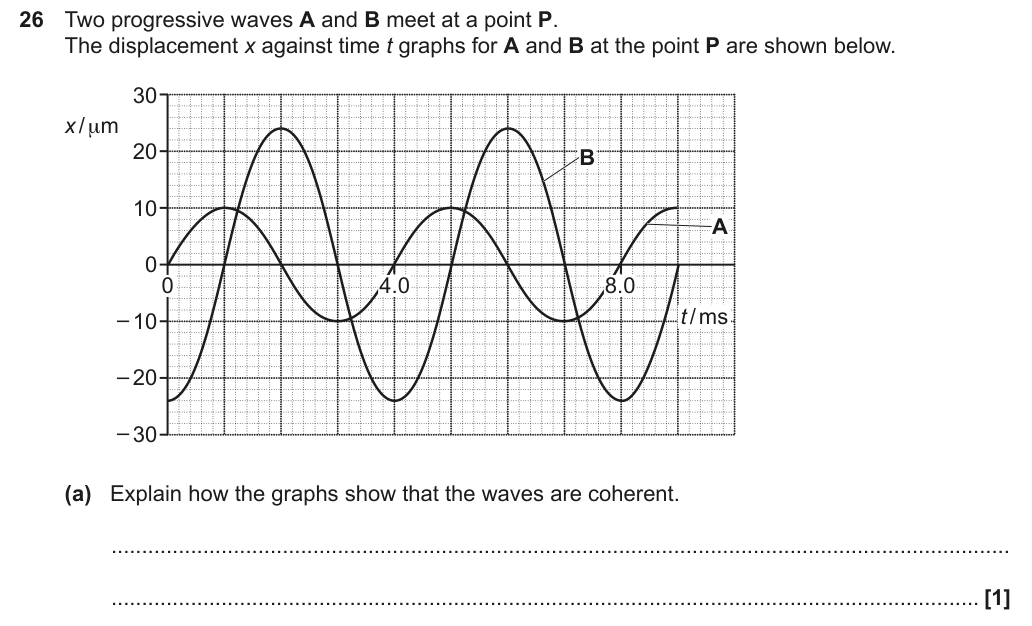 26 Two progressive waves A and B meet at a point P.
The displacement x against time t graphs for A and B at the point P are shown below.
30
x/μm
20
B
10
A
0
0
4.0
8.0
–10
t/ms
–20
–30
(a) Explain how the graphs show that the waves are coherent.
[1]